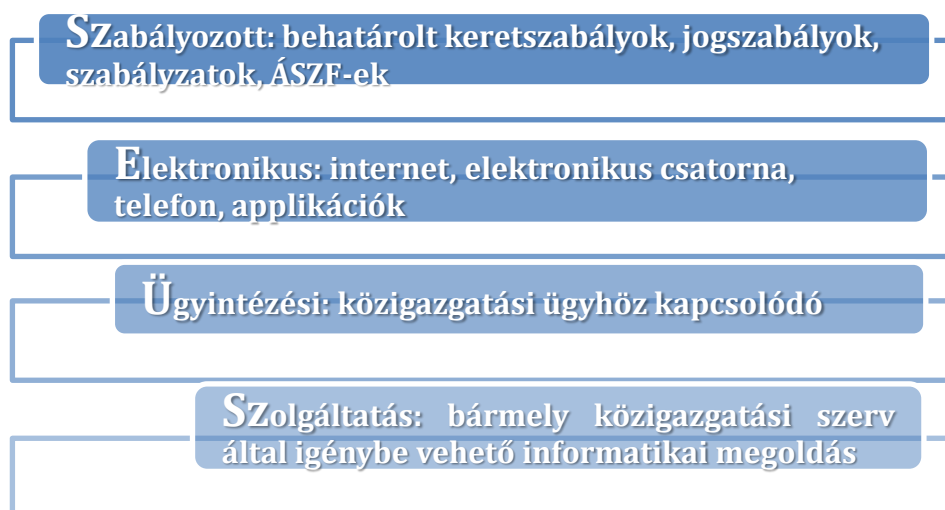 Szabályozott: behatárolt keretszabályok, jogszabályok,
szabályzatok, ÁSZF-ek
Elektronikus: internet, elektronikus csatorna,
telefon, applikációk
Ügyintézési: közigazgatási ügyhöz kapcsolódó
Szolgáltatás: bármely közigazgatási szerv
által igénybe vehető informatikai megoldás